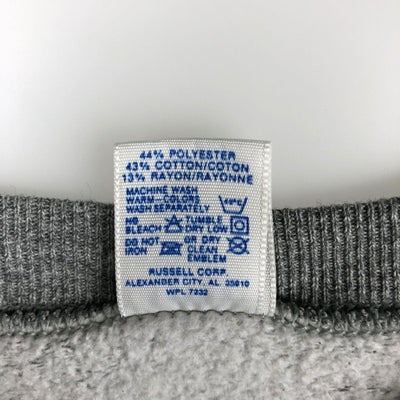 44% POLYESTER
43% COTTON/COTON
13% RAYON/RAYONNE
MACHINE WASH
WARM-COLORS
WASH SEPARATELY
NO BLEACH TUMBLE DRY LOW
DO NOT IRON OR DRY CLEAN EMBLEM
RUSSELL CORP.
ALEXANDER CITY, AL 35010
WPL 7232